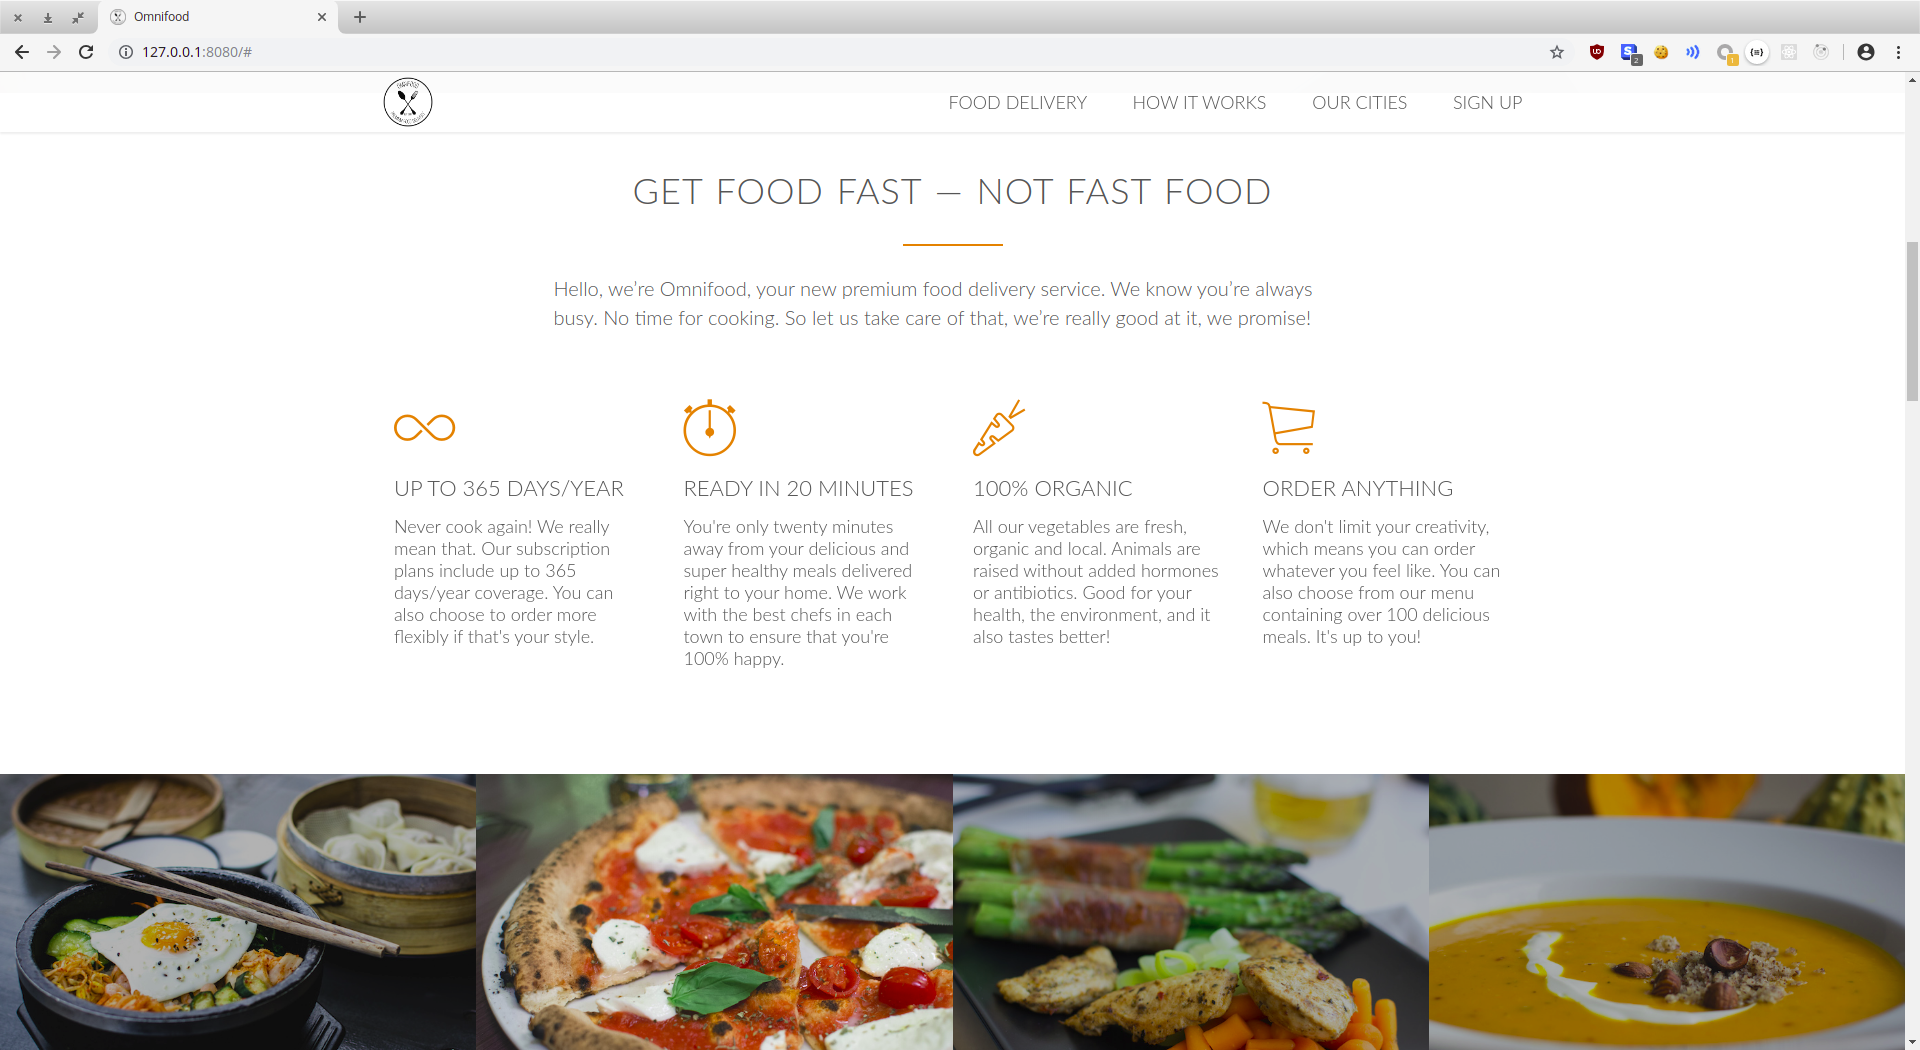 Omnifood
127.0.0.1:8080/#
2
1
FOOD DELIVERY HOW IT WORKS OUR CITIES SIGN UP
GET FOOD FAST — NOT FAST FOOD
Hello, we’re Omnifood, your new premium food delivery service. We know you’re always
busy. No time for cooking. So let us take care of that, we’re really good at it, we promise!
UP TO 365 DAYS/YEAR
Never cook again! We really
mean that. Our subscription
plans include up to 365
days/year coverage. You can
also choose to order more
flexibly if that's your style.
READY IN 20 MINUTES
You're only twenty minutes
away from your delicious and
super healthy meals delivered
right to your home. We work
with the best chefs in each
town to ensure that you're
100% happy.
100% ORGANIC
All our vegetables are fresh,
organic and local. Animals are
raised without added hormones
or antibiotics. Good for your
health, the environment, and it
also tastes better!
ORDER ANYTHING
We don't limit your creativity,
which means you can order
whatever you feel like. You can
also choose from our menu
containing over 100 delicious
meals. It's up to you!